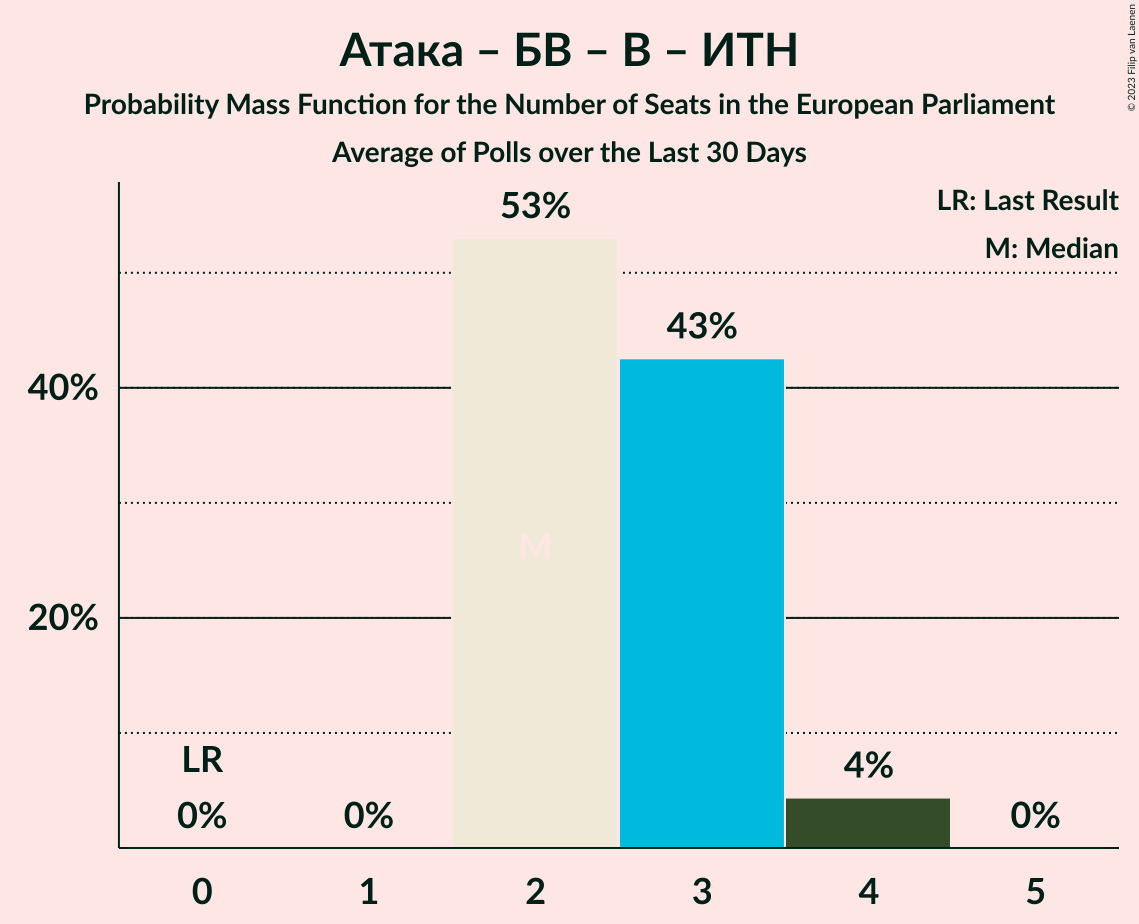 Атака – БВ – В – ИТН
Probability Mass Function for the Number of Seats in the European Parliament
Average of Polls over the Last 30 Days
© 2023 Filip van Laenen
LR: Last Result
M: Median
53%
43%
40%
M
20%
LR
0%
0%
4%
0%
0
1
2
3
4
5